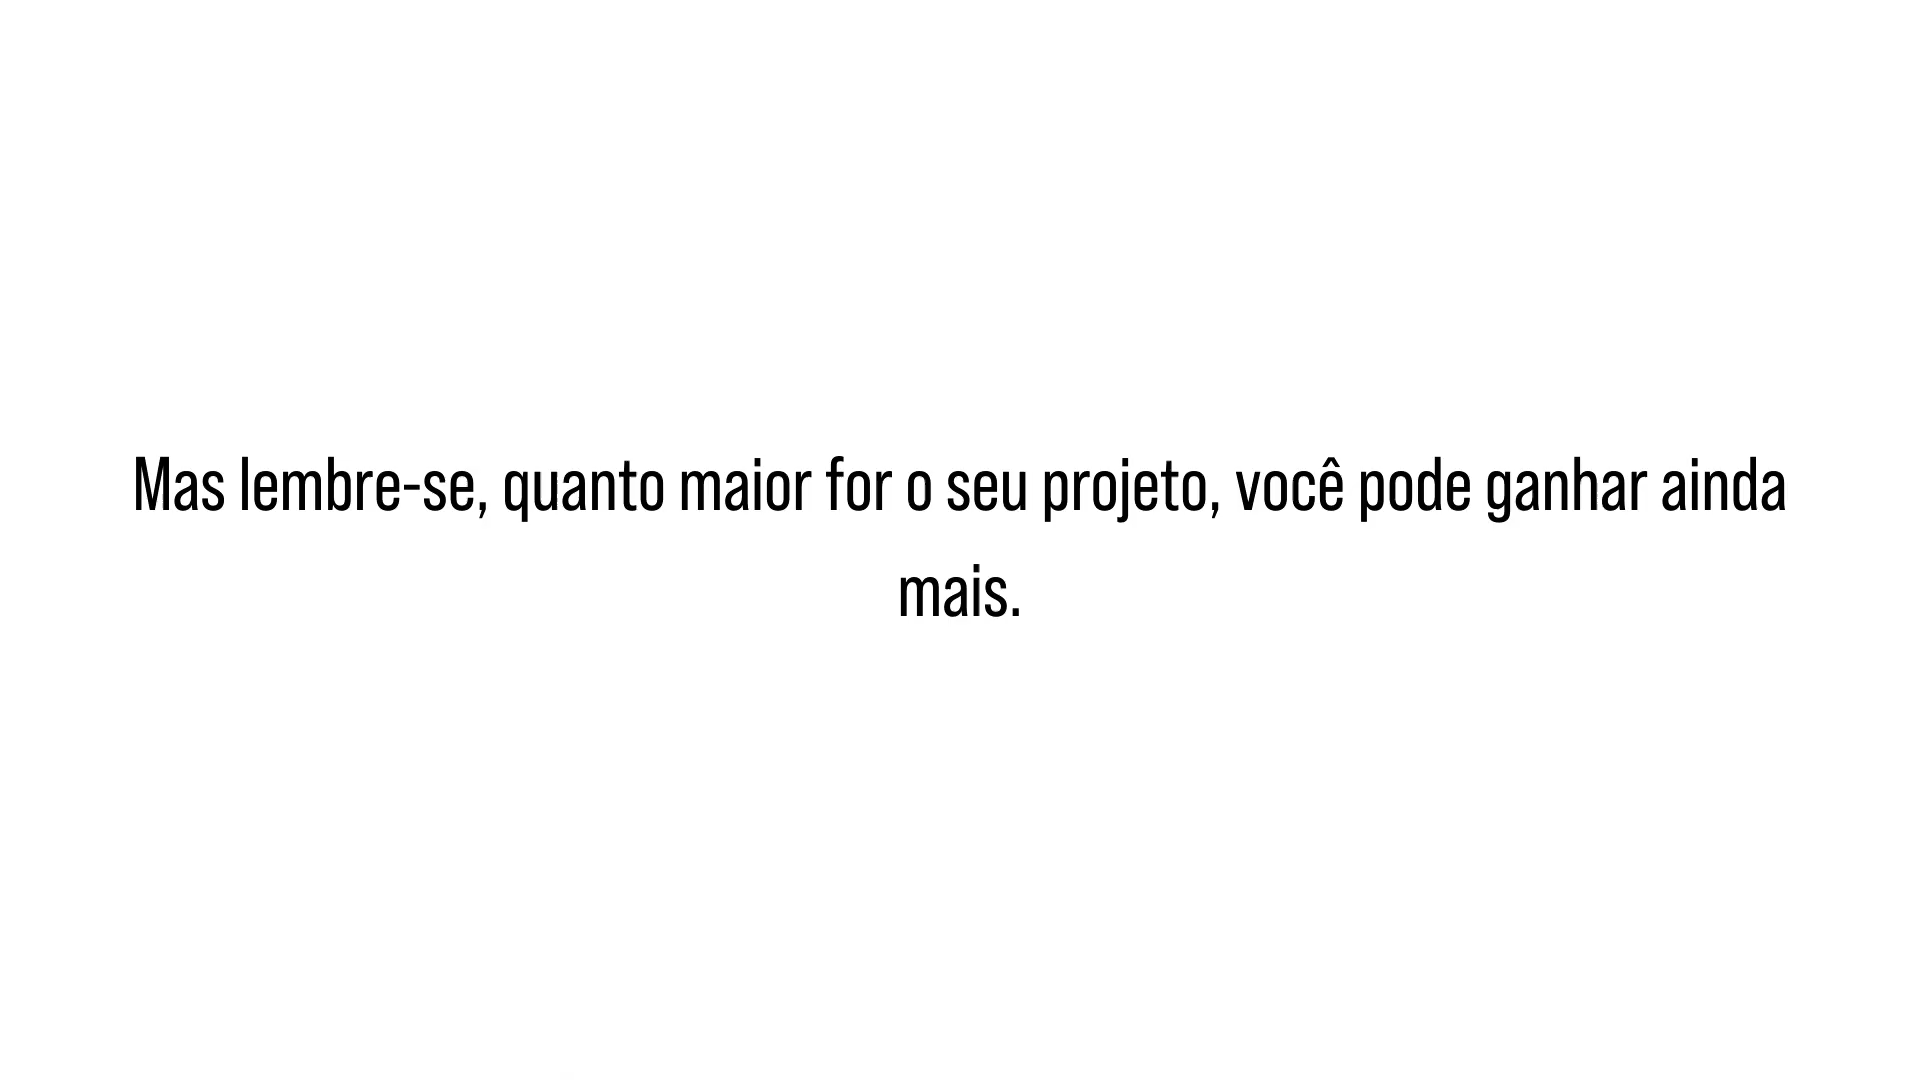 Mas lembre-se, quanto maior for o seu projeto, você pode ganhar ainda
mais.